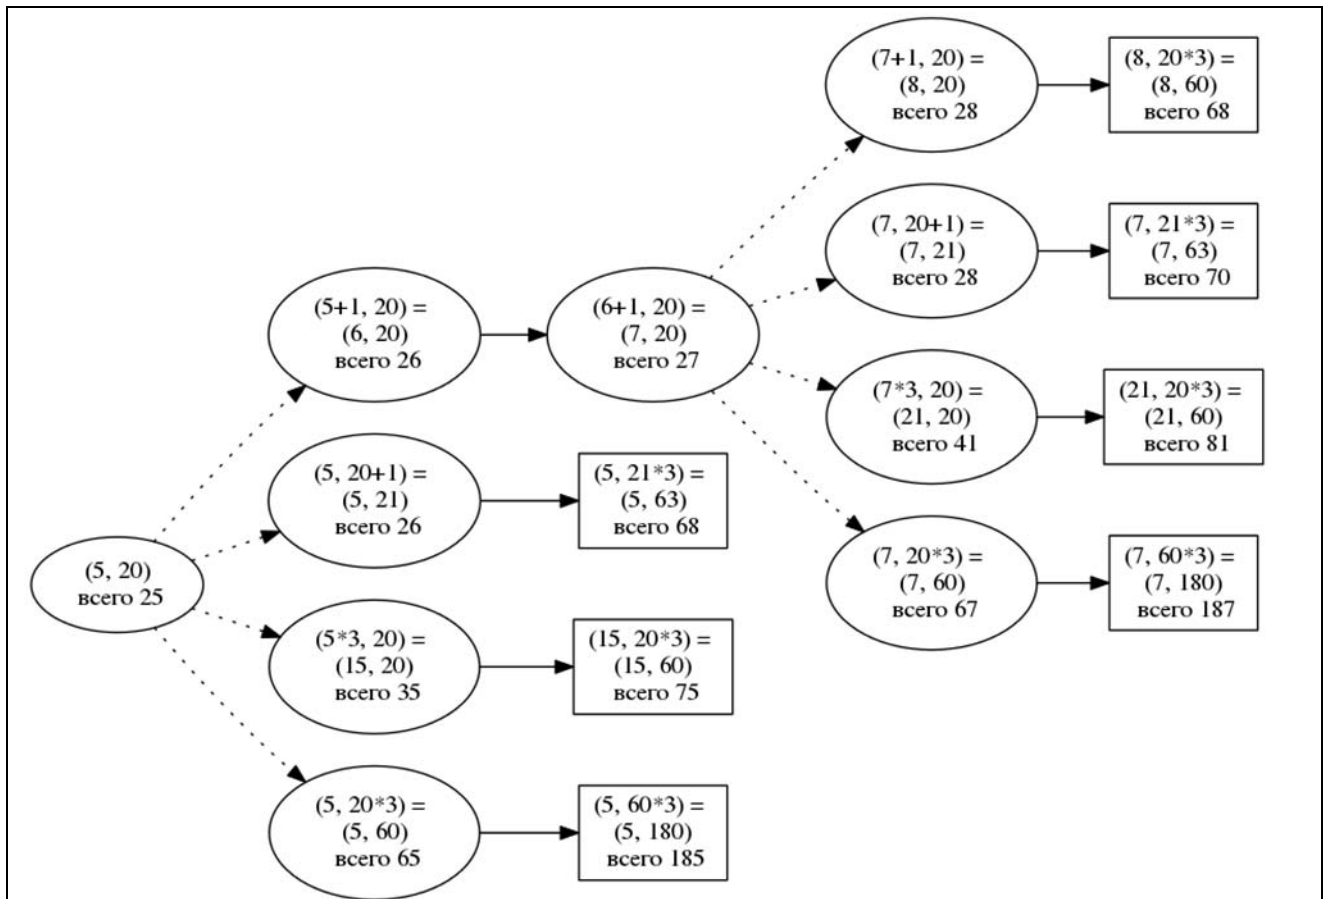 (7+1, 20) =
(8, 20)
всего 28
(8, 20*3) =
(8, 60)
всего 68
(7, 20+1) =
(7, 21)
всего 28
(7, 21*3) =
(7, 63)
всего 70
(5+1, 20) =
(6, 20)
всего 26
(6+1, 20) =
(7, 20)
всего 27
(7*3, 20) =
(21, 20)
всего 41
(21, 20*3) =
(21, 60)
всего 81
(5, 20+1) =
(5, 21)
всего 26
(5, 21*3) =
(5, 63)
всего 68
(7, 20*3) =
(7, 60)
всего 67
(7, 60*3) =
(7, 180)
всего 187
(5, 20)
всего 25
(5*3, 20) =
(15, 20)
всего 35
(15, 20*3) =
(15, 60)
всего 75
(5, 20*3) =
(5, 60)
всего 65
(5, 60*3) =
(5, 180)
всего 185